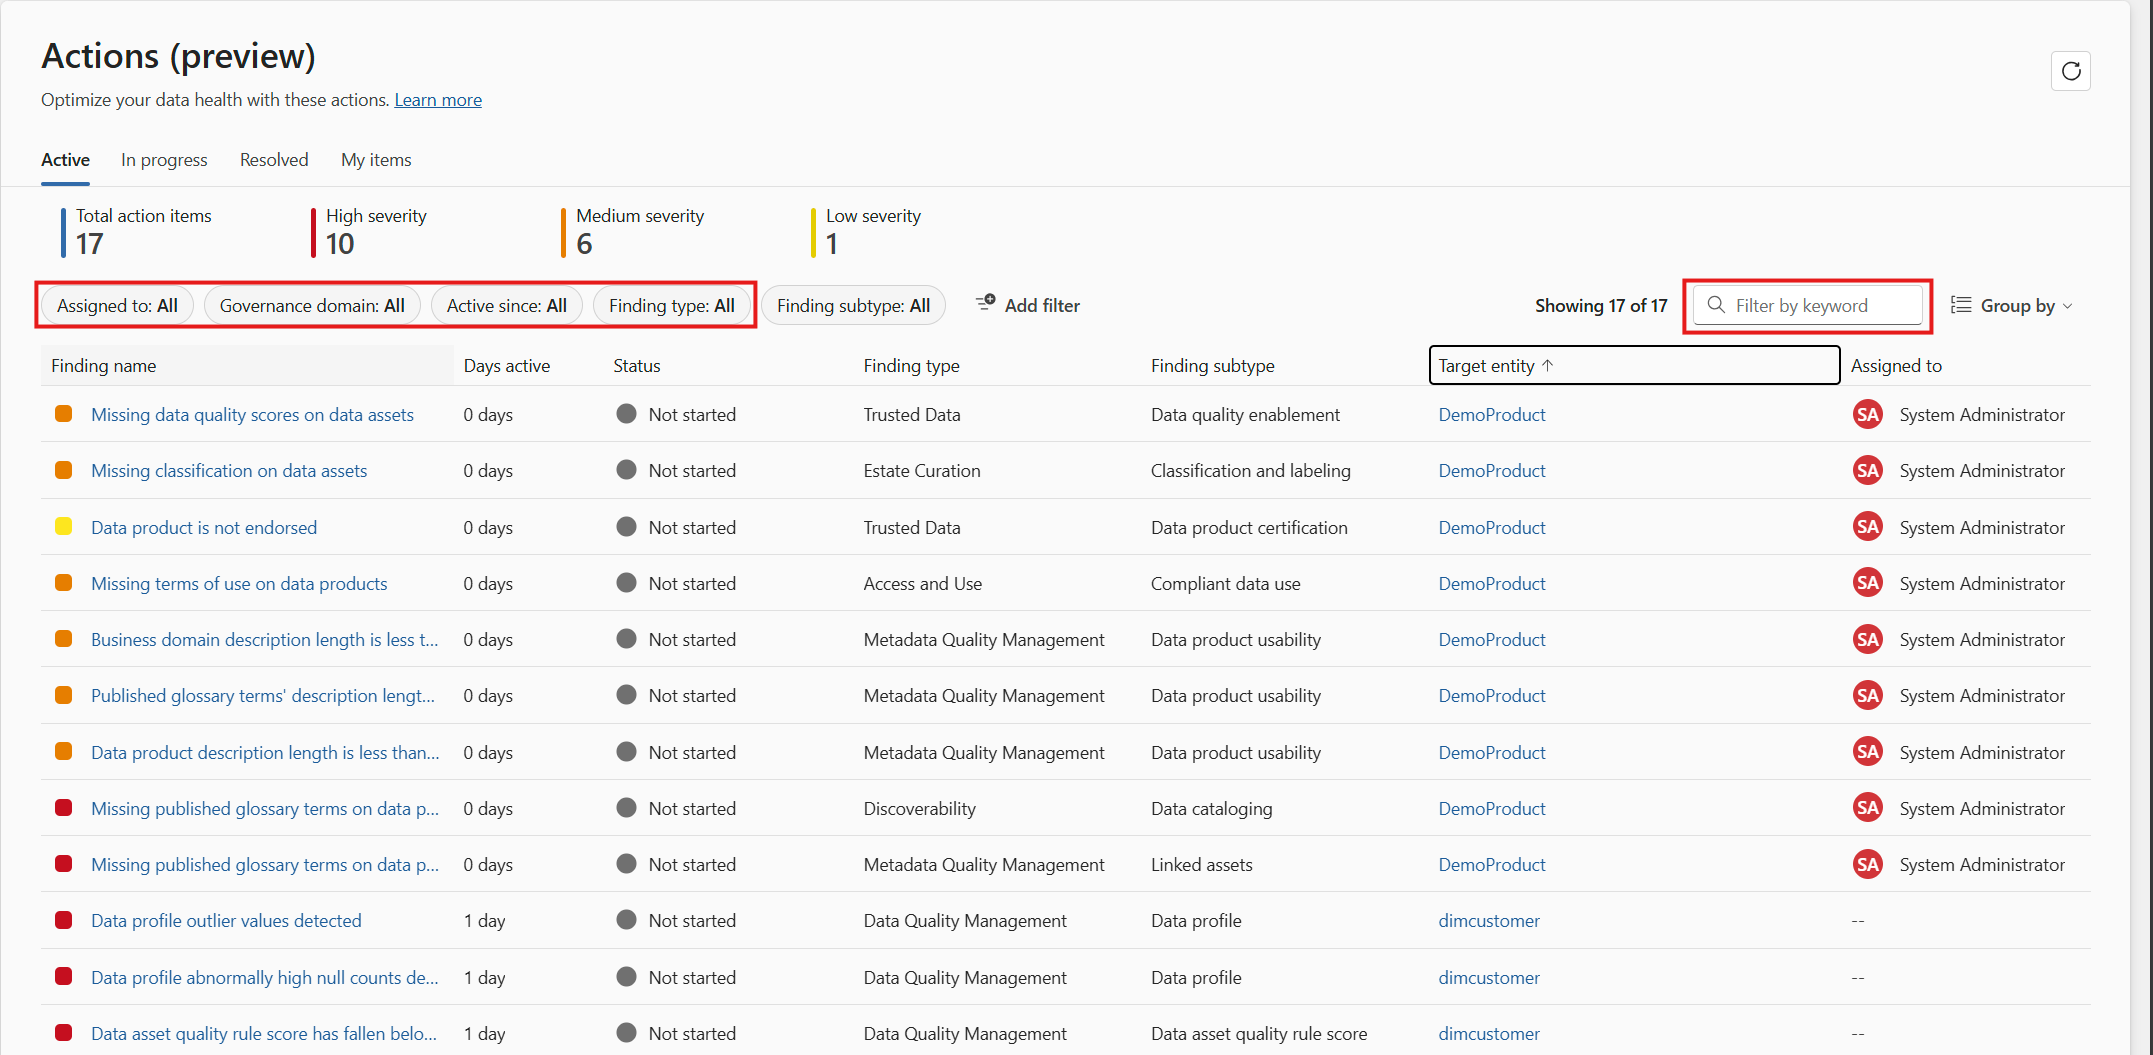 Actions (preview)
Optimize your data health with these actions. Learn more
Active In progress Resolved My items
Total action items High severity Medium severity Low severity
17 10 6 1
Assigned to: All Governance domain: All Active since: All Finding type: All Finding subtype: All Add filter Showing 17 of 17 Filter by keyword Group by
Finding name Days active Status Finding type Finding subtype Target entity ↑ Assigned to
Missing data quality scores on data assets 0 days Not started Trusted Data Data quality enablement DemoProduct SA System Administrator
Missing classification on data assets 0 days Not started Estate Curation Classification and labeling DemoProduct SA System Administrator
Data product is not endorsed 0 days Not started Trusted Data Data product certification DemoProduct SA System Administrator
Missing terms of use on data products 0 days Not started Access and Use Compliant data use DemoProduct SA System Administrator
Business domain description length is less t... 0 days Not started Metadata Quality Management Data product usability DemoProduct SA System Administrator
Published glossary terms' description lengt... 0 days Not started Metadata Quality Management Data product usability DemoProduct SA System Administrator
Data product description length is less than... 0 days Not started Metadata Quality Management Data product usability DemoProduct SA System Administrator
Missing published glossary terms on data p... 0 days Not started Discoverability Data cataloging DemoProduct SA System Administrator
Missing published glossary terms on data p... 0 days Not started Metadata Quality Management Linked assets DemoProduct SA System Administrator
Data profile outlier values detected 1 day Not started Data Quality Management Data profile dimcustomer --
Data profile abnormally high null counts de... 1 day Not started Data Quality Management Data profile dimcustomer --
Data asset quality rule score has fallen belo... 1 day Not started Data Quality Management Data asset quality rule score dimcustomer --